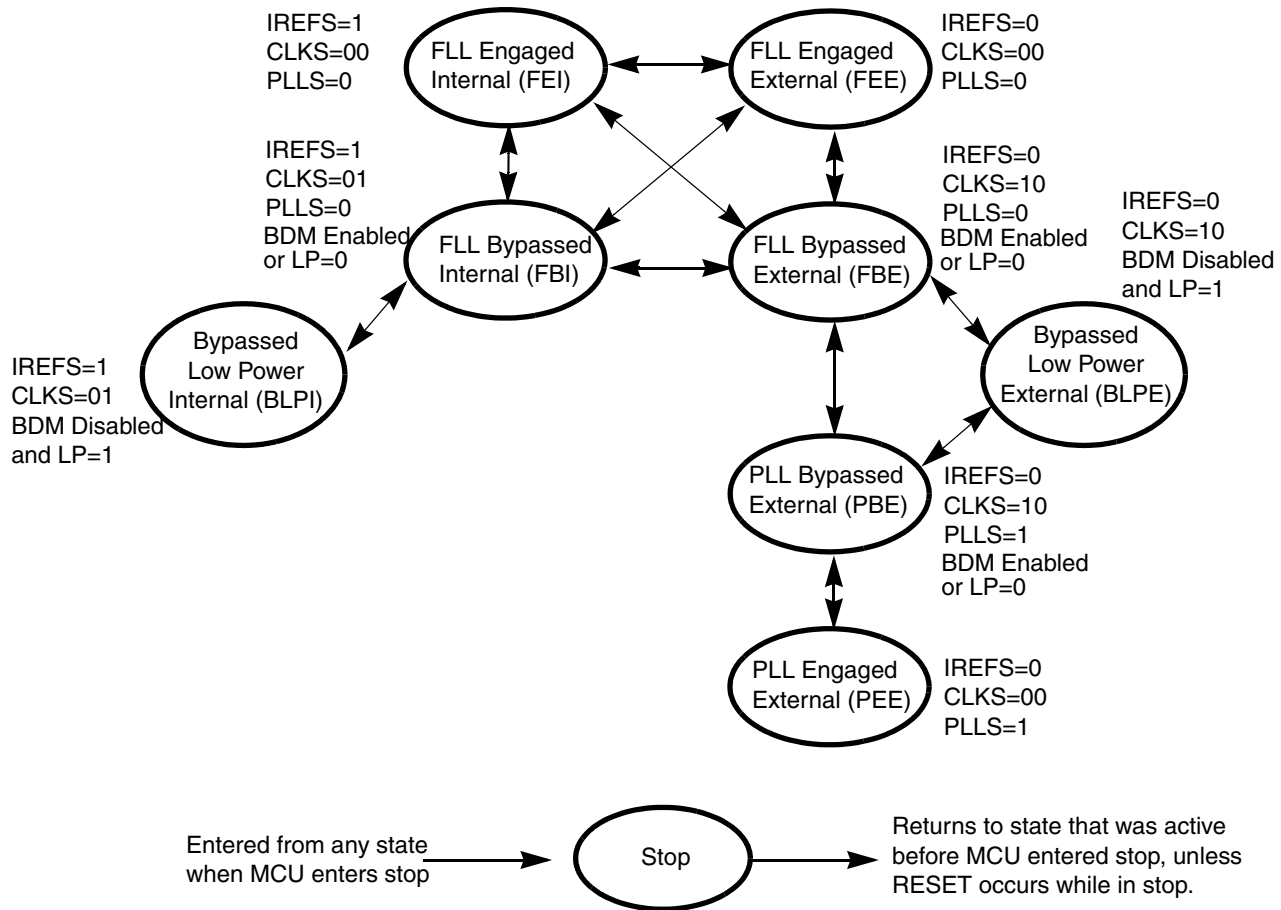 IREFS=1
CLKS=00
PLLS=0
FLL Engaged
Internal (FEI)
FLL Engaged
External (FEE)
IREFS=0
CLKS=00
PLLS=0
IREFS=1
CLKS=01
PLLS=0
BDM Enabled
or LP=0
FLL Bypassed
Internal (FBI)
FLL Bypassed
External (FBE)
IREFS=0
CLKS=10
PLLS=0
BDM Enabled
or LP=0
IREFS=0
CLKS=10
BDM Disabled
and LP=1
IREFS=1
CLKS=01
BDM Disabled
and LP=1
Bypassed
Low Power
Internal (BLPI)
Bypassed
Low Power
External (BLPE)
PLL Bypassed
External (PBE)
IREFS=0
CLKS=10
PLLS=1
BDM Enabled
or LP=0
PLL Engaged
External (PEE)
IREFS=0
CLKS=00
PLLS=1
Entered from any state
when MCU enters stop
Stop
Returns to state that was active
before MCU entered stop, unless
RESET occurs while in stop.